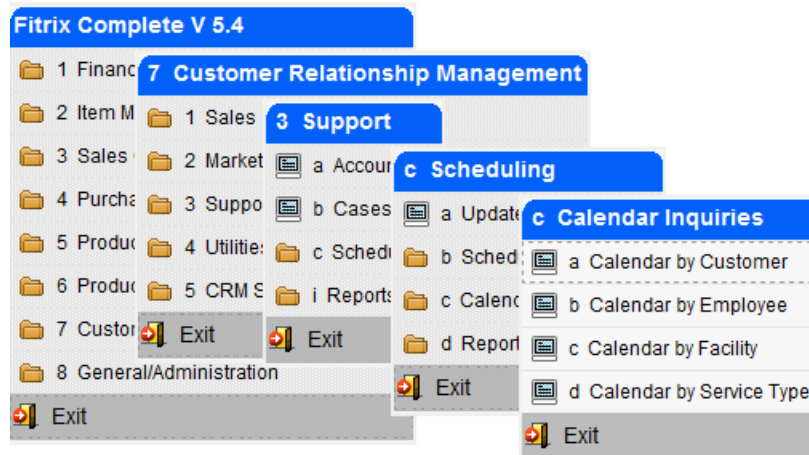 Fitrix Complete V 5.4
1 Financ
2 Item M
3 Sales
4 Purcha
5 Produc
6 Produc
7 Custor
8 General/Administration
Exit
7 Customer Relationship Management
1 Sales
2 Market
3 Suppo
4 Utilities
5 CRM S
Exit
3 Support
a Accour
b Cases
c Schedu
i Reports
Exit
c Scheduling
a Update
b Sched
c Calenc
d Report
Exit
c Calendar Inquiries
a Calendar by Customer
b Calendar by Employee
c Calendar by Facility
d Calendar by Service Type
Exit